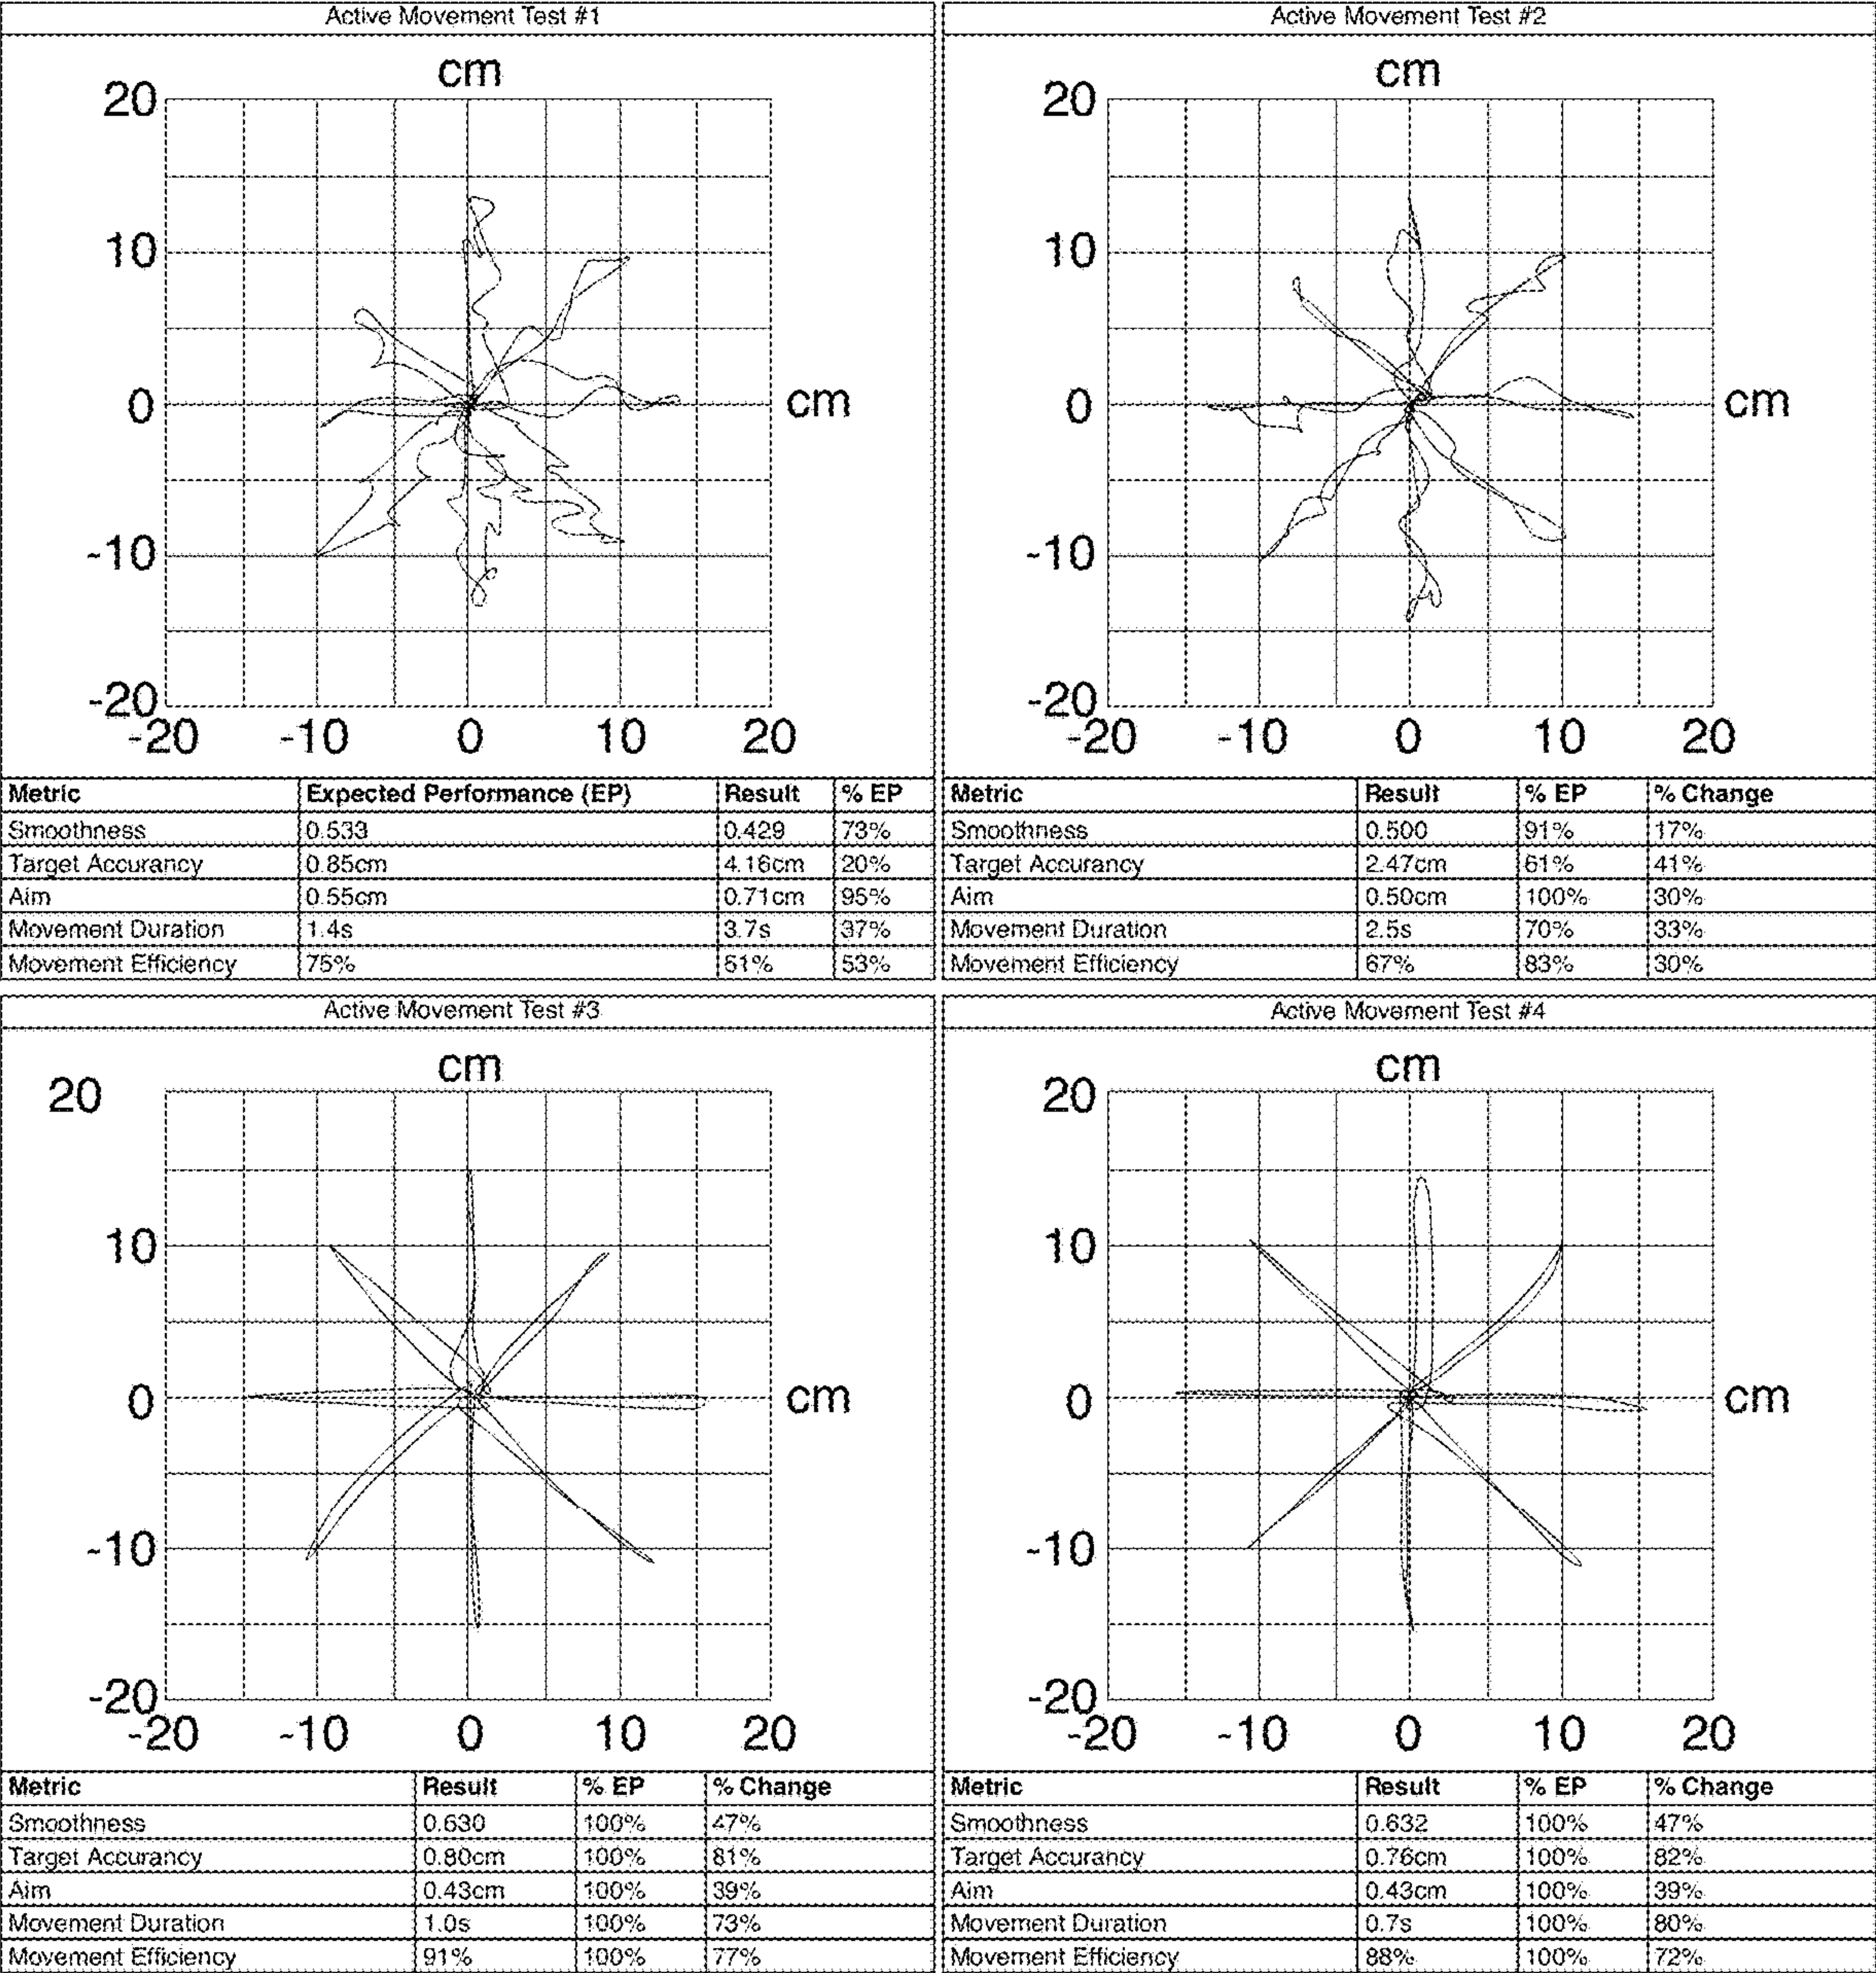 Active Movement Test #1
cm
20
10
0
cm
-10
-20
-20 -10 0 10 20
Metric Expected Performance (EP) Result % EP
Smoothness 0.533 0.429 73%
Target Accurancy 0.85cm 4.16cm 20%
Aim 0.55cm 0.71cm 95%
Movement Duration 1.4s 3.7s 37%
Movement Efficiency 75% 51% 53%
Active Movement Test #2
cm
20
10
0
cm
-10
-20
-20 -10 0 10 20
Metric Result % EP % Change
Smoothness 0.500 91% 17%
Target Accurancy 2.47cm 61% 41%
Aim 0.50cm 100% 30%
Movement Duration 2.5s 70% 33%
Movement Efficiency 67% 83% 30%
Active Movement Test #3
cm
20
10
0
cm
-10
-20
-20 -10 0 10 20
Metric Result % EP % Change
Smoothness 0.630 100% 47%
Target Accurancy 0.80cm 100% 81%
Aim 0.43cm 100% 39%
Movement Duration 1.0s 100% 73%
Movement Efficiency 91% 100% 77%
Active Movement Test #4
cm
20
10
0
cm
-10
-20
-20 -10 0 10 20
Metric Result % EP % Change
Smoothness 0.632 100% 47%
Target Accurancy 0.76cm 100% 82%
Aim 0.43cm 100% 39%
Movement Duration 0.7s 100% 80%
Movement Efficiency 88% 100% 72%